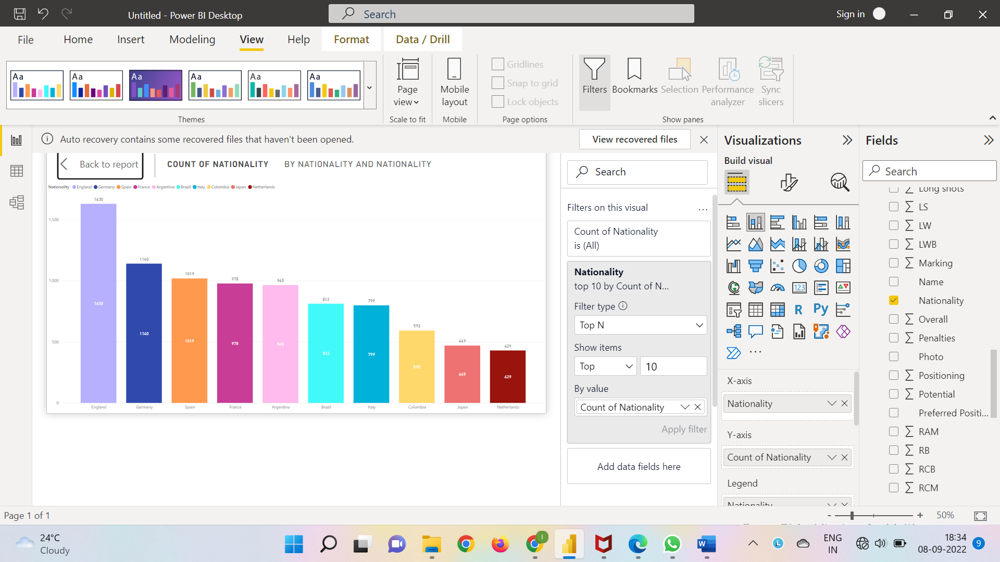 Untitled - Power BI Desktop
Search
Sign in
File
Home
Insert
Modeling
View
Help
Format
Data / Drill
Aa
Aa
Aa
Aa
Aa
Aa
Themes
Page
view
Scale to fit
Mobile
layout
Mobile
Gridlines
Snap to grid
Lock objects
Page options
Filters
Bookmarks
Selection
Performance
analyzer
Sync
slicers
Show panes
Auto recovery contains some recovered files that haven't been opened.
View recovered files
Back to report
COUNT OF NATIONALITY
BY NATIONALITY AND NATIONALITY
Nationality England Germany Spain France Argentina Brazil Italy Colombia Japan Netherlands
1,500
1,000
500
0
1630
1140
1019
978
965
812
799
592
469
429
1630
1140
1019
978
965
812
799
592
469
429
England Germany Spain France Argentina Brazil Italy Colombia Japan Netherlands
Search
Filters on this visual
...
Count of Nationality
is (All)
Nationality
top 10 by Count of N...
Filter type
Top N
Show items
Top
10
By value
Count of Nationality
Apply filter
Add data fields here
Visualizations
Build visual
123
R
Py
...
X-axis
Nationality
Y-axis
Count of Nationality
Legend
Nationality
Fields
Search
Long shots
LS
LW
LWB
Marking
Name
Nationality
Overall
Penalties
Photo
Positioning
Potential
Preferred Positi...
RAM
RB
RCB
RCM
Page 1 of 1
- + 50%
24°C
Cloudy
ENG
IN
18:34
08-09-2022
9